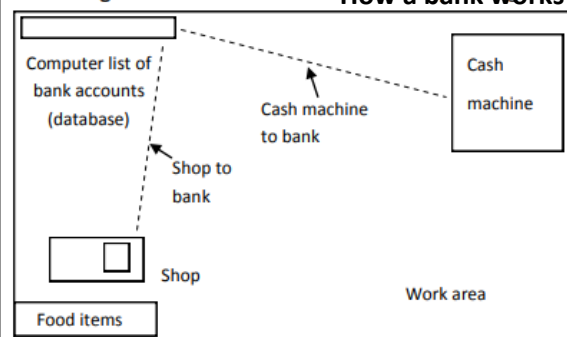 How a bank works
Computer list of
bank accounts
(database)
Cash
machine
Cash machine
to bank
Shop to
bank
Shop
Work area
Food items